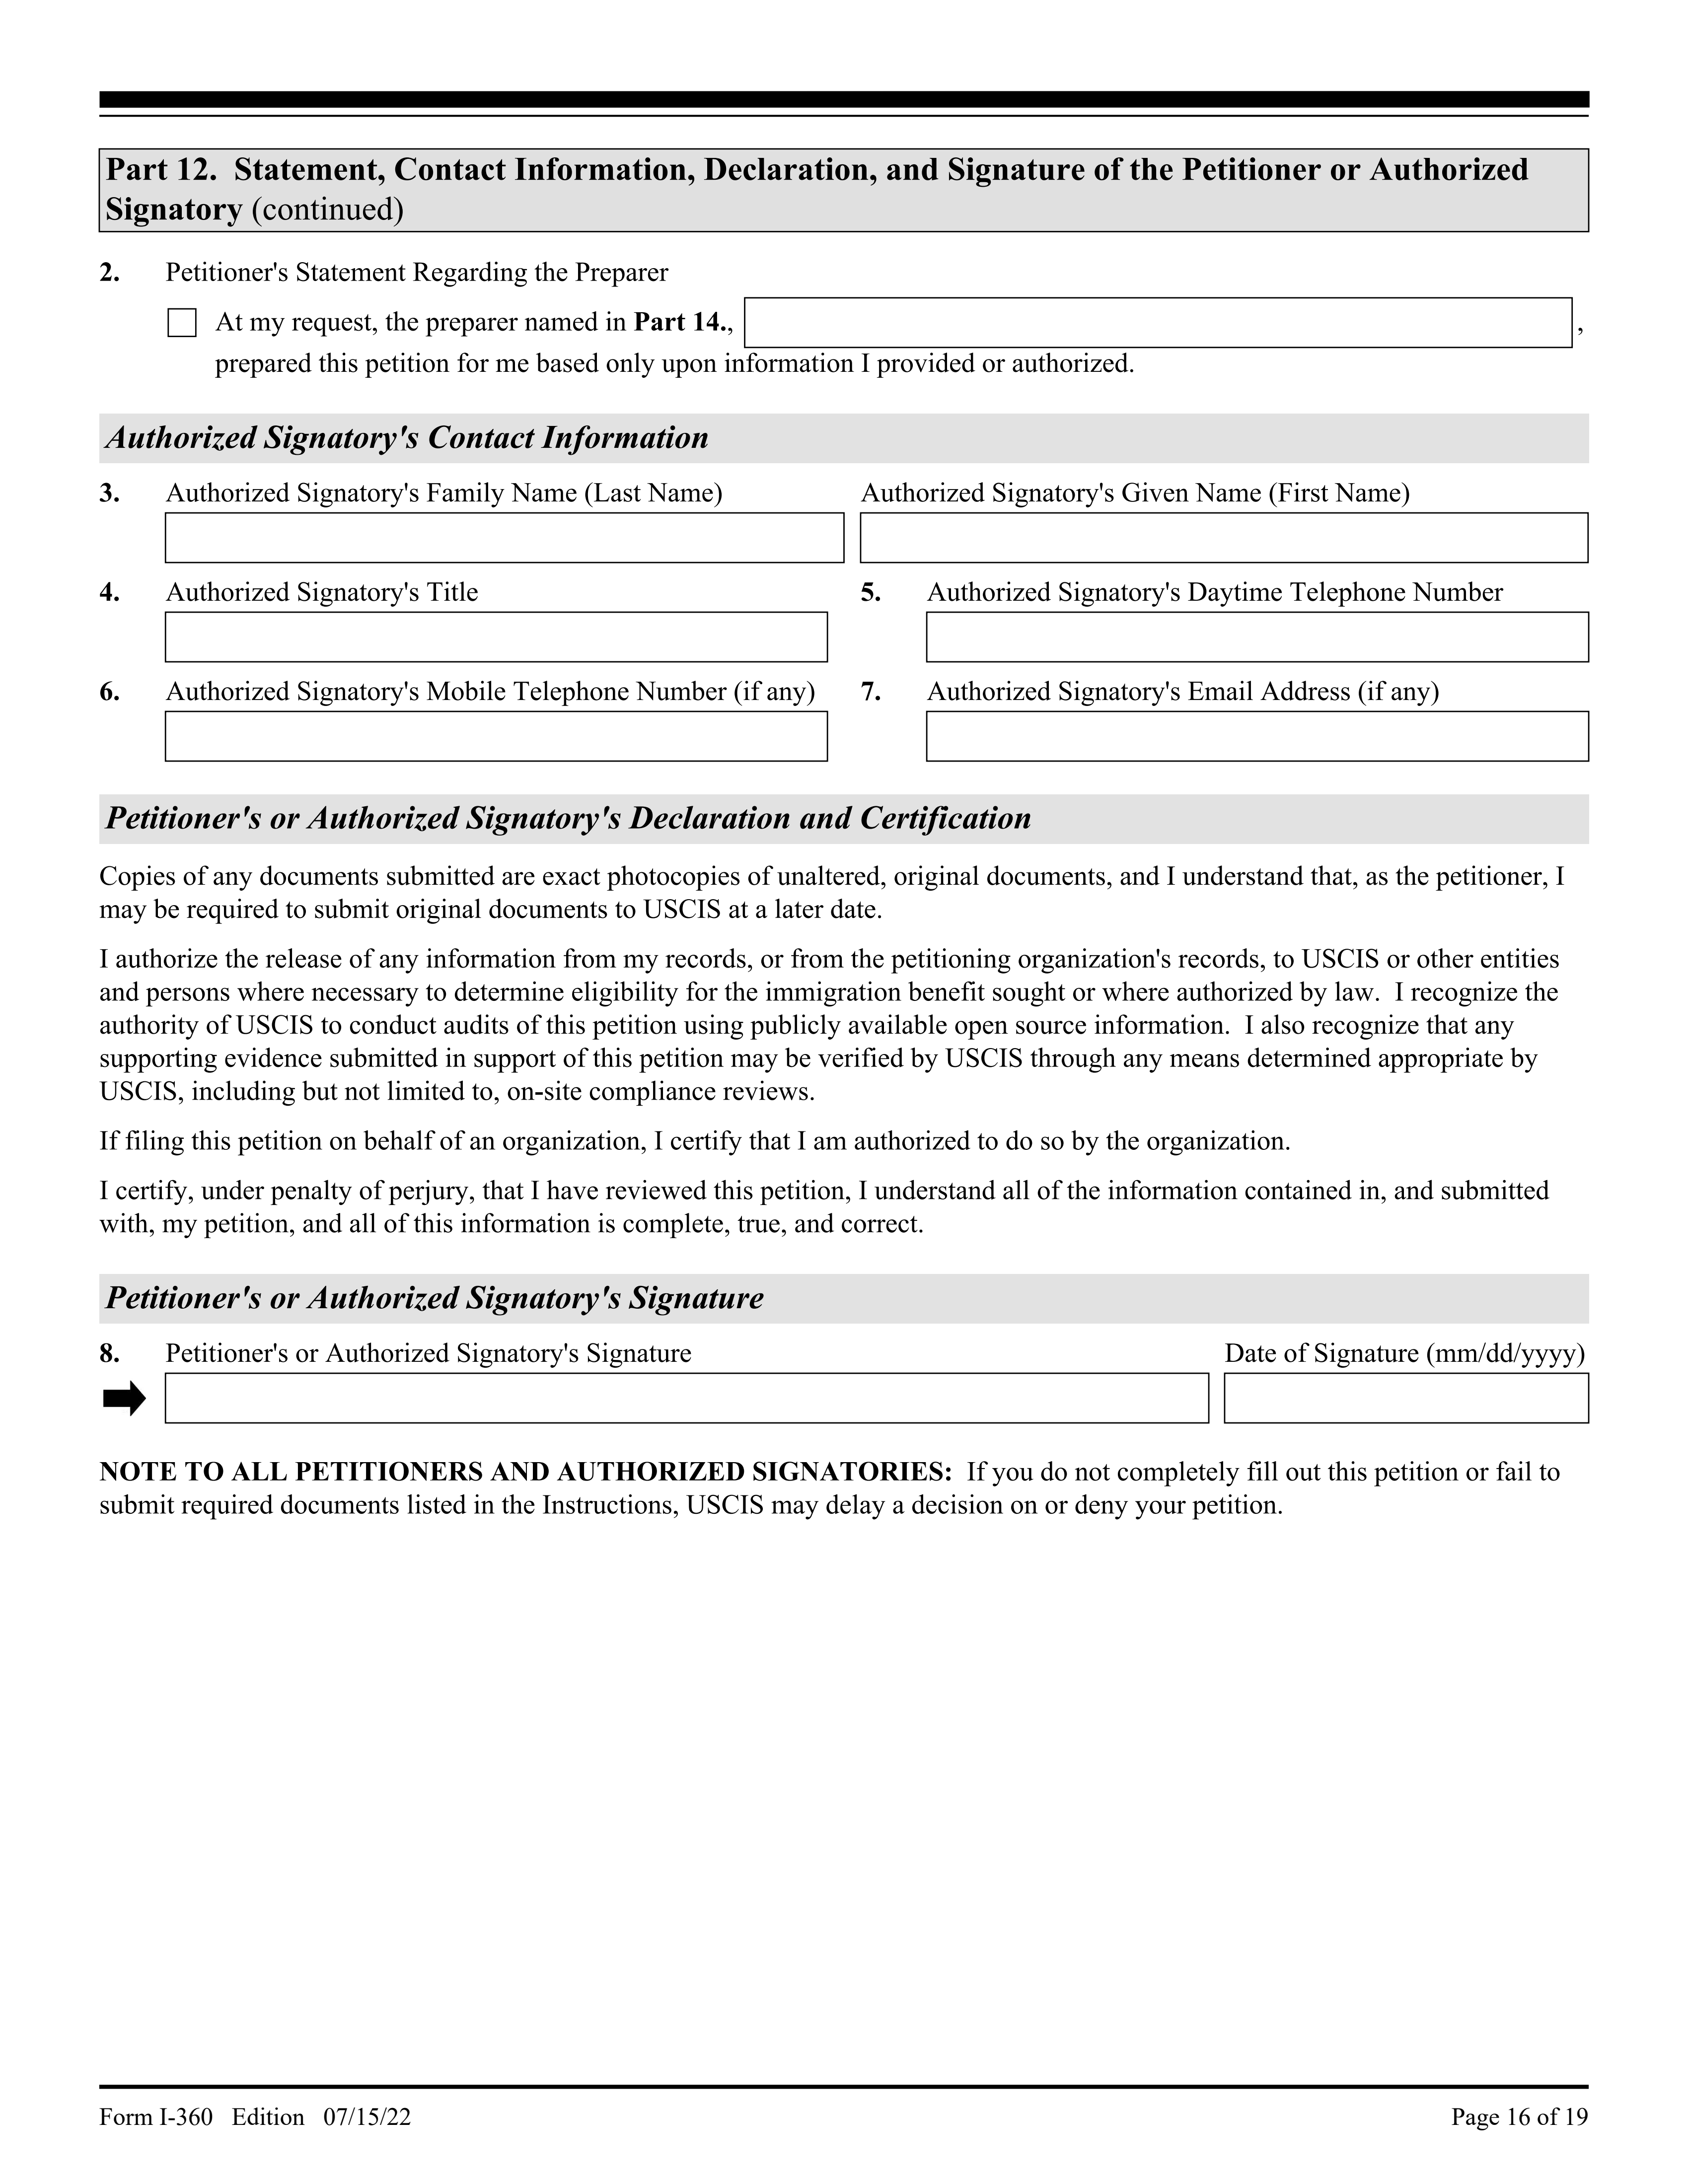 Part 12.  Statement, Contact Information, Declaration, and Signature of the Petitioner or Authorized
Signatory (continued)
2. Petitioner's Statement Regarding the Preparer
At my request, the preparer named in Part 14., ,
prepared this petition for me based only upon information I provided or authorized.
Authorized Signatory's Contact Information
3. Authorized Signatory's Family Name (Last Name) Authorized Signatory's Given Name (First Name)
4. Authorized Signatory's Title 5. Authorized Signatory's Daytime Telephone Number
6. Authorized Signatory's Mobile Telephone Number (if any) 7. Authorized Signatory's Email Address (if any)
Petitioner's or Authorized Signatory's Declaration and Certification
Copies of any documents submitted are exact photocopies of unaltered, original documents, and I understand that, as the petitioner, I
may be required to submit original documents to USCIS at a later date.
I authorize the release of any information from my records, or from the petitioning organization's records, to USCIS or other entities
and persons where necessary to determine eligibility for the immigration benefit sought or where authorized by law.  I recognize the
authority of USCIS to conduct audits of this petition using publicly available open source information.  I also recognize that any
supporting evidence submitted in support of this petition may be verified by USCIS through any means determined appropriate by
USCIS, including but not limited to, on-site compliance reviews.
If filing this petition on behalf of an organization, I certify that I am authorized to do so by the organization.
I certify, under penalty of perjury, that I have reviewed this petition, I understand all of the information contained in, and submitted
with, my petition, and all of this information is complete, true, and correct.
Petitioner's or Authorized Signatory's Signature
8. Petitioner's or Authorized Signatory's Signature Date of Signature (mm/dd/yyyy)
NOTE TO ALL PETITIONERS AND AUTHORIZED SIGNATORIES:  If you do not completely fill out this petition or fail to
submit required documents listed in the Instructions, USCIS may delay a decision on or deny your petition.
Form I-360 Edition 07/15/22 Page 16 of 19